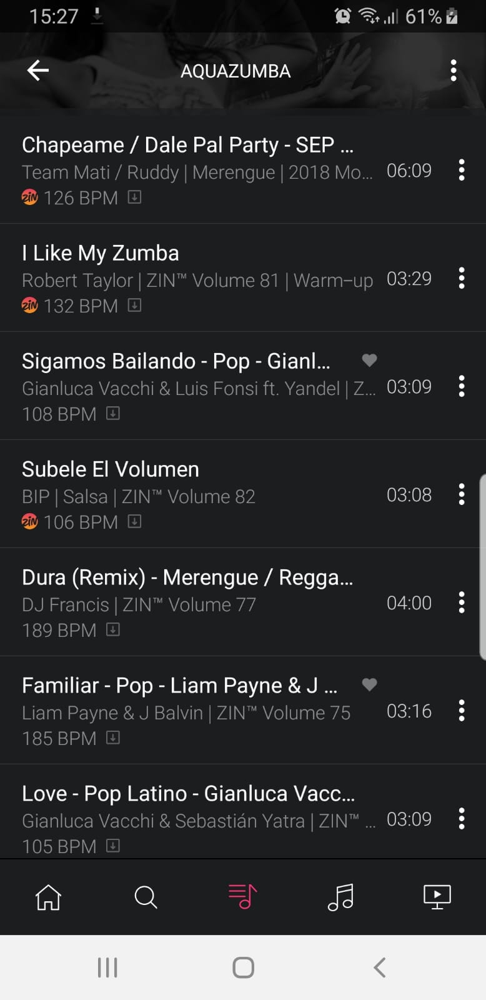 15:27 61%
AQUAZUMBA
Chapeame / Dale Pal Party - SEP ...
Team Mati / Ruddy | Merengue | 2018 Mo... 06:09
ZIN 126 BPM
I Like My Zumba
Robert Taylor | ZIN™ Volume 81 | Warm-up 03:29
ZIN 132 BPM
Sigamos Bailando - Pop - Gianl...
Gianluca Vacchi & Luis Fonsi ft. Yandel | Z... 03:09
108 BPM
Subele El Volumen
BIP | Salsa | ZIN™ Volume 82 03:08
ZIN 106 BPM
Dura (Remix) - Merengue / Regga...
DJ Francis | ZIN™ Volume 77 04:00
189 BPM
Familiar - Pop - Liam Payne & J ...
Liam Payne & J Balvin | ZIN™ Volume 75 03:16
185 BPM
Love - Pop Latino - Gianluca Vacc...
Gianluca Vacchi & Sebastián Yatra | ZIN™ ... 03:09
105 BPM